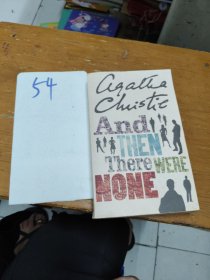 54
Agatha
Christie
And
THEN
There WERE
NONE